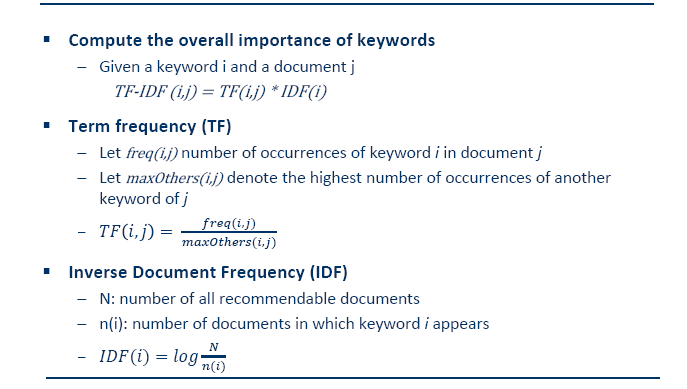 ▪ Compute the overall importance of keywords
– Given a keyword i and a document j
TF-IDF (i,j) = TF(i,j) * IDF(i)
▪ Term frequency (TF)
– Let freq(i,j) number of occurrences of keyword i in document j
– Let maxOthers(i,j) denote the highest number of occurrences of another
keyword of j
– TF(i,j) = freq(i,j) / maxOthers(i,j)
▪ Inverse Document Frequency (IDF)
– N: number of all recommendable documents
– n(i): number of documents in which keyword i appears
– IDF(i) = log N / n(i)